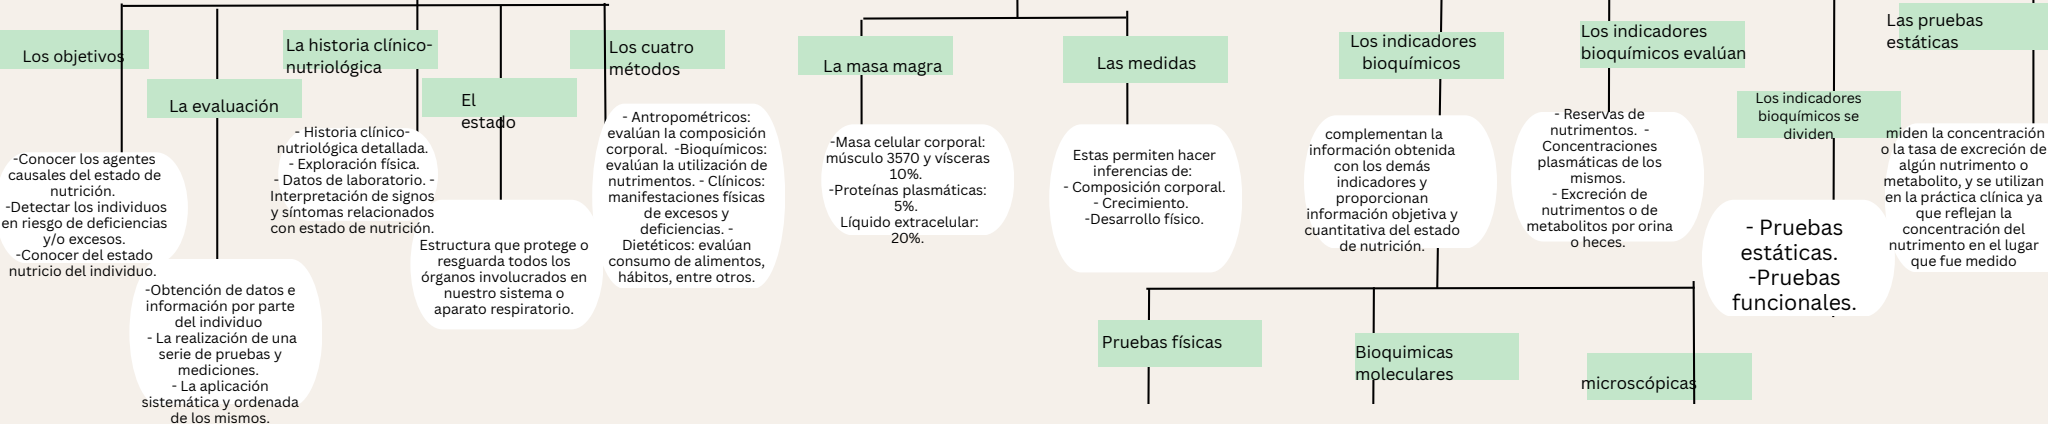 Los objetivos
-Conocer los agentes
causales del estado de
nutrición.
-Detectar los individuos
en riesgo de deficiencias
y/o excesos.
-Conocer del estado
nutricio del individuo.
La evaluación
-Obtención de datos e
información por parte
del individuo
- La realización de una
serie de pruebas y
mediciones.
- La aplicación
sistemática y ordenada
de los mismos.
La historia clínico-
nutriológica
- Historia clínico-
nutriológica detallada.
- Exploración física.
- Datos de laboratorio. -
Interpretación de signos
y síntomas relacionados
con estado de nutrición.
El
estado
Estructura que protege o
resguarda todos los
órganos involucrados en
nuestro sistema o
aparato respiratorio.
Los cuatro
métodos
- Antropométricos:
evalúan la composición
corporal.  -Bioquímicos:
evalúan la utilización de
nutrimentos. - Clínicos:
manifestaciones físicas
de excesos y
deficiencias. -
Dietéticos: evalúan
consumo de alimentos,
hábitos, entre otros.
La masa magra
-Masa celular corporal:
músculo 3570 y vísceras
10%.
-Proteínas plasmáticas:
5%.
Líquido extracelular:
20%.
Las medidas
Estas permiten hacer
inferencias de:
- Composición corporal.
- Crecimiento.
-Desarrollo físico.
Los indicadores
bioquímicos
complementan la
información obtenida
con los demás
indicadores y
proporcionan
información objetiva y
cuantitativa del estado
de nutrición.
Pruebas físicas
Bioquimicas
moleculares
microscópicas
Los indicadores
bioquímicos evalúan
- Reservas de
nutrimentos.  -
Concentraciones
plasmáticas de los
mismos.
- Excreción de
nutrimentos o de
metabolitos por orina
o heces.
Los indicadores
bioquímicos se
dividen
- Pruebas
estáticas.
-Pruebas
funcionales.
Las pruebas
estáticas
miden la concentración
o la tasa de excreción de
algún nutrimento o
metabolito, y se utilizan
en la práctica clínica ya
que reflejan la
concentración del
nutrimento en el lugar
que fue medido